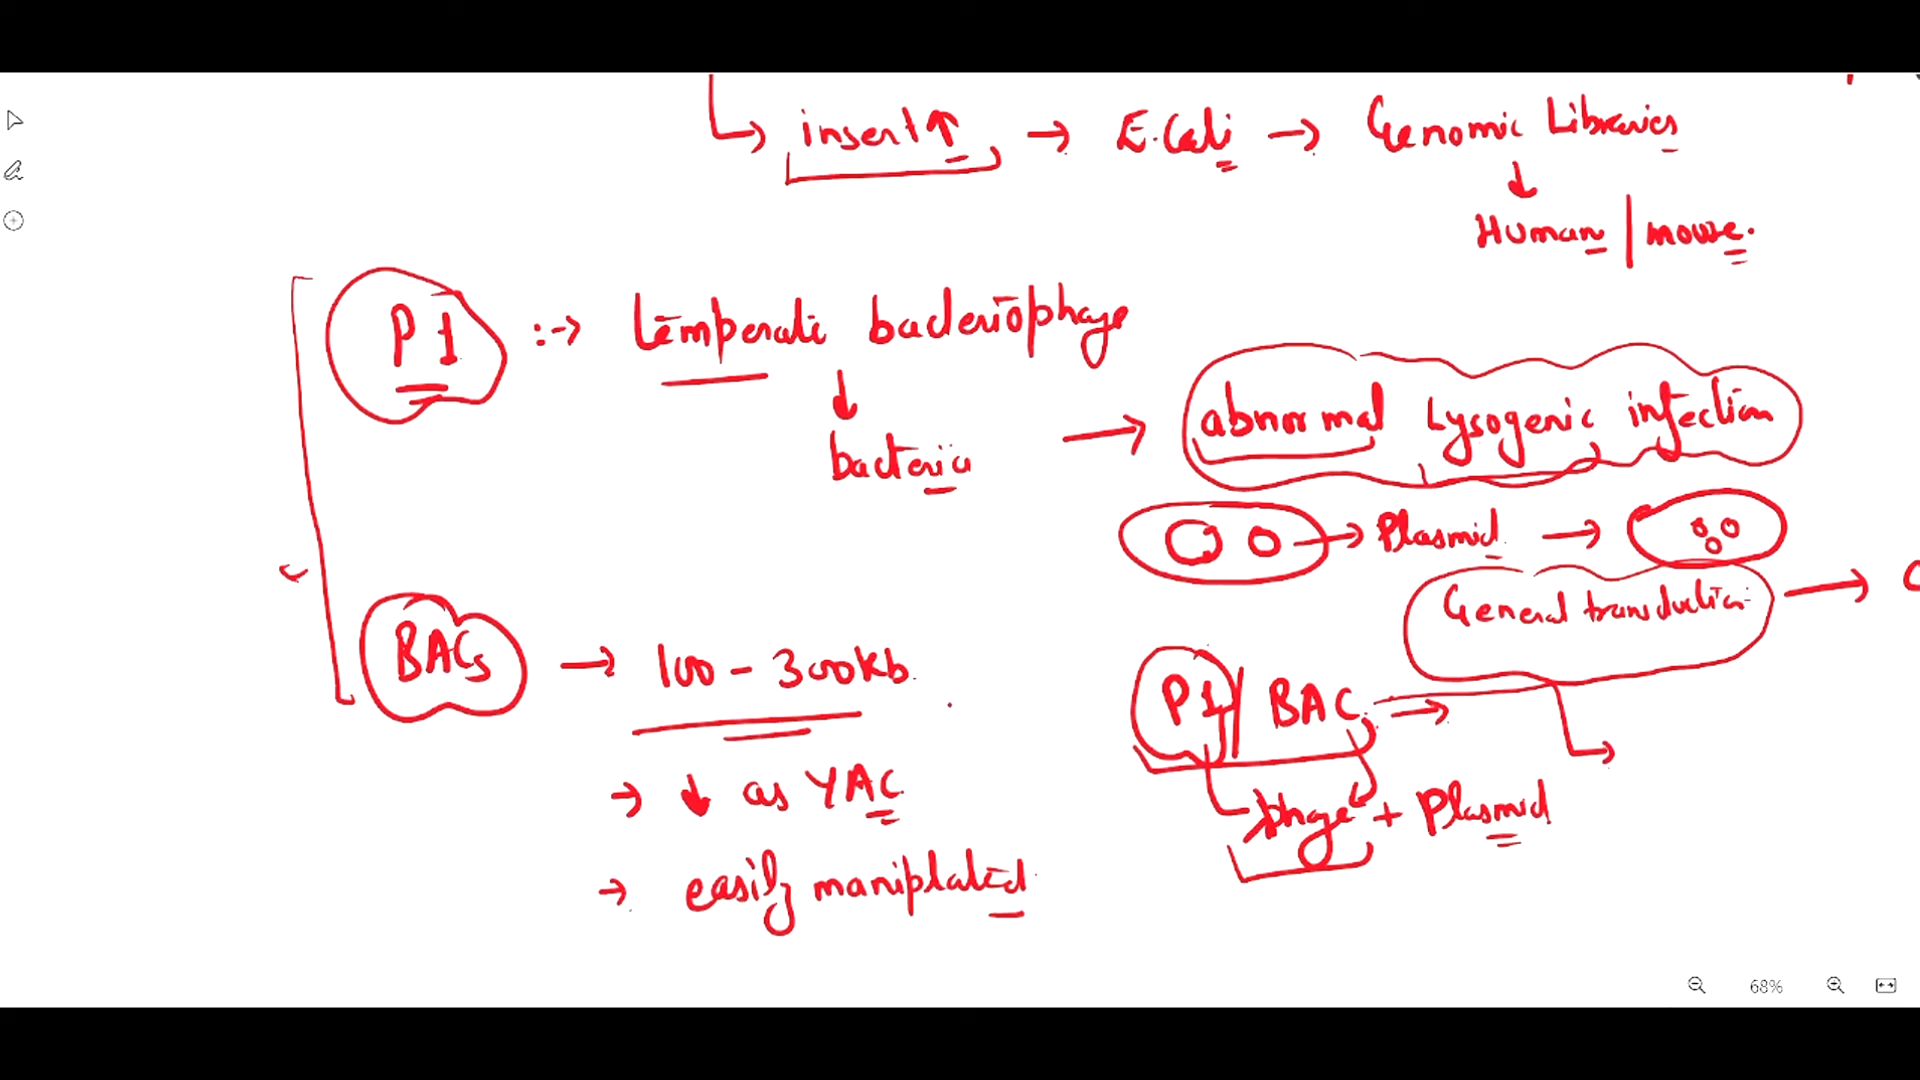 insert↑ → E.Coli → Genomic Libraries
↓
Human | mouse.
P1 :→ temperate bacteriophage
↓
bacteria → abnormal Lysogenic infection
→ Plasmid →
General transduction →
BACs → 100 - 300kb.
P1 / BAC →
→ ↓ as YAC
phage + Plasmid
→ easily maniplated
68%